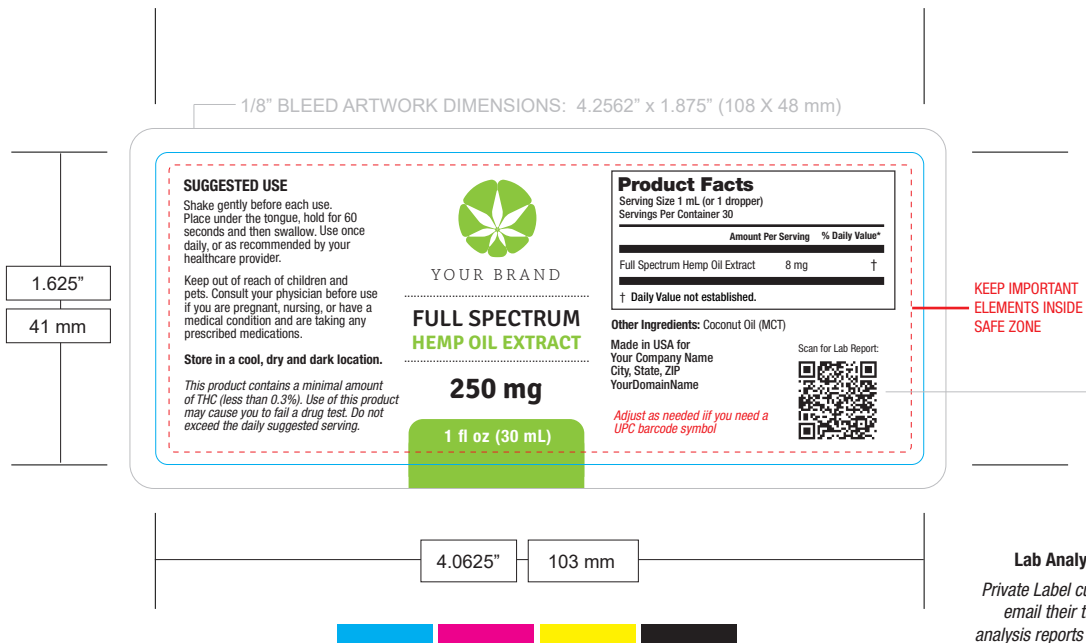 1/8” BLEED ARTWORK DIMENSIONS: 4.2562” x 1.875” (108 X 48 mm)
1.625”
41 mm
SUGGESTED USE
Shake gently before each use.
Place under the tongue, hold for 60
seconds and then swallow. Use once
daily, or as recommended by your
healthcare provider.
Keep out of reach of children and
pets. Consult your physician before use
if you are pregnant, nursing, or have a
medical condition and are taking any
prescribed medications.
Store in a cool, dry and dark location.
This product contains a minimal amount
of THC (less than 0.3%). Use of this product
may cause you to fail a drug test. Do not
exceed the daily suggested serving.
YOUR BRAND
FULL SPECTRUM
HEMP OIL EXTRACT
250 mg
1 fl oz (30 mL)
Product Facts
Serving Size 1 mL (or 1 dropper)
Servings Per Container 30
Amount Per Serving % Daily Value*
Full Spectrum Hemp Oil Extract 8 mg †
† Daily Value not established.
Other Ingredients: Coconut Oil (MCT)
Made in USA for
Your Company Name
City, State, ZIP
YourDomainName
Scan for Lab Report:
Adjust as needed iif you need a
UPC barcode symbol
KEEP IMPORTANT
ELEMENTS INSIDE
SAFE ZONE
4.0625”
103 mm
Lab Analy
Private Label cu
email their t
analysis reports